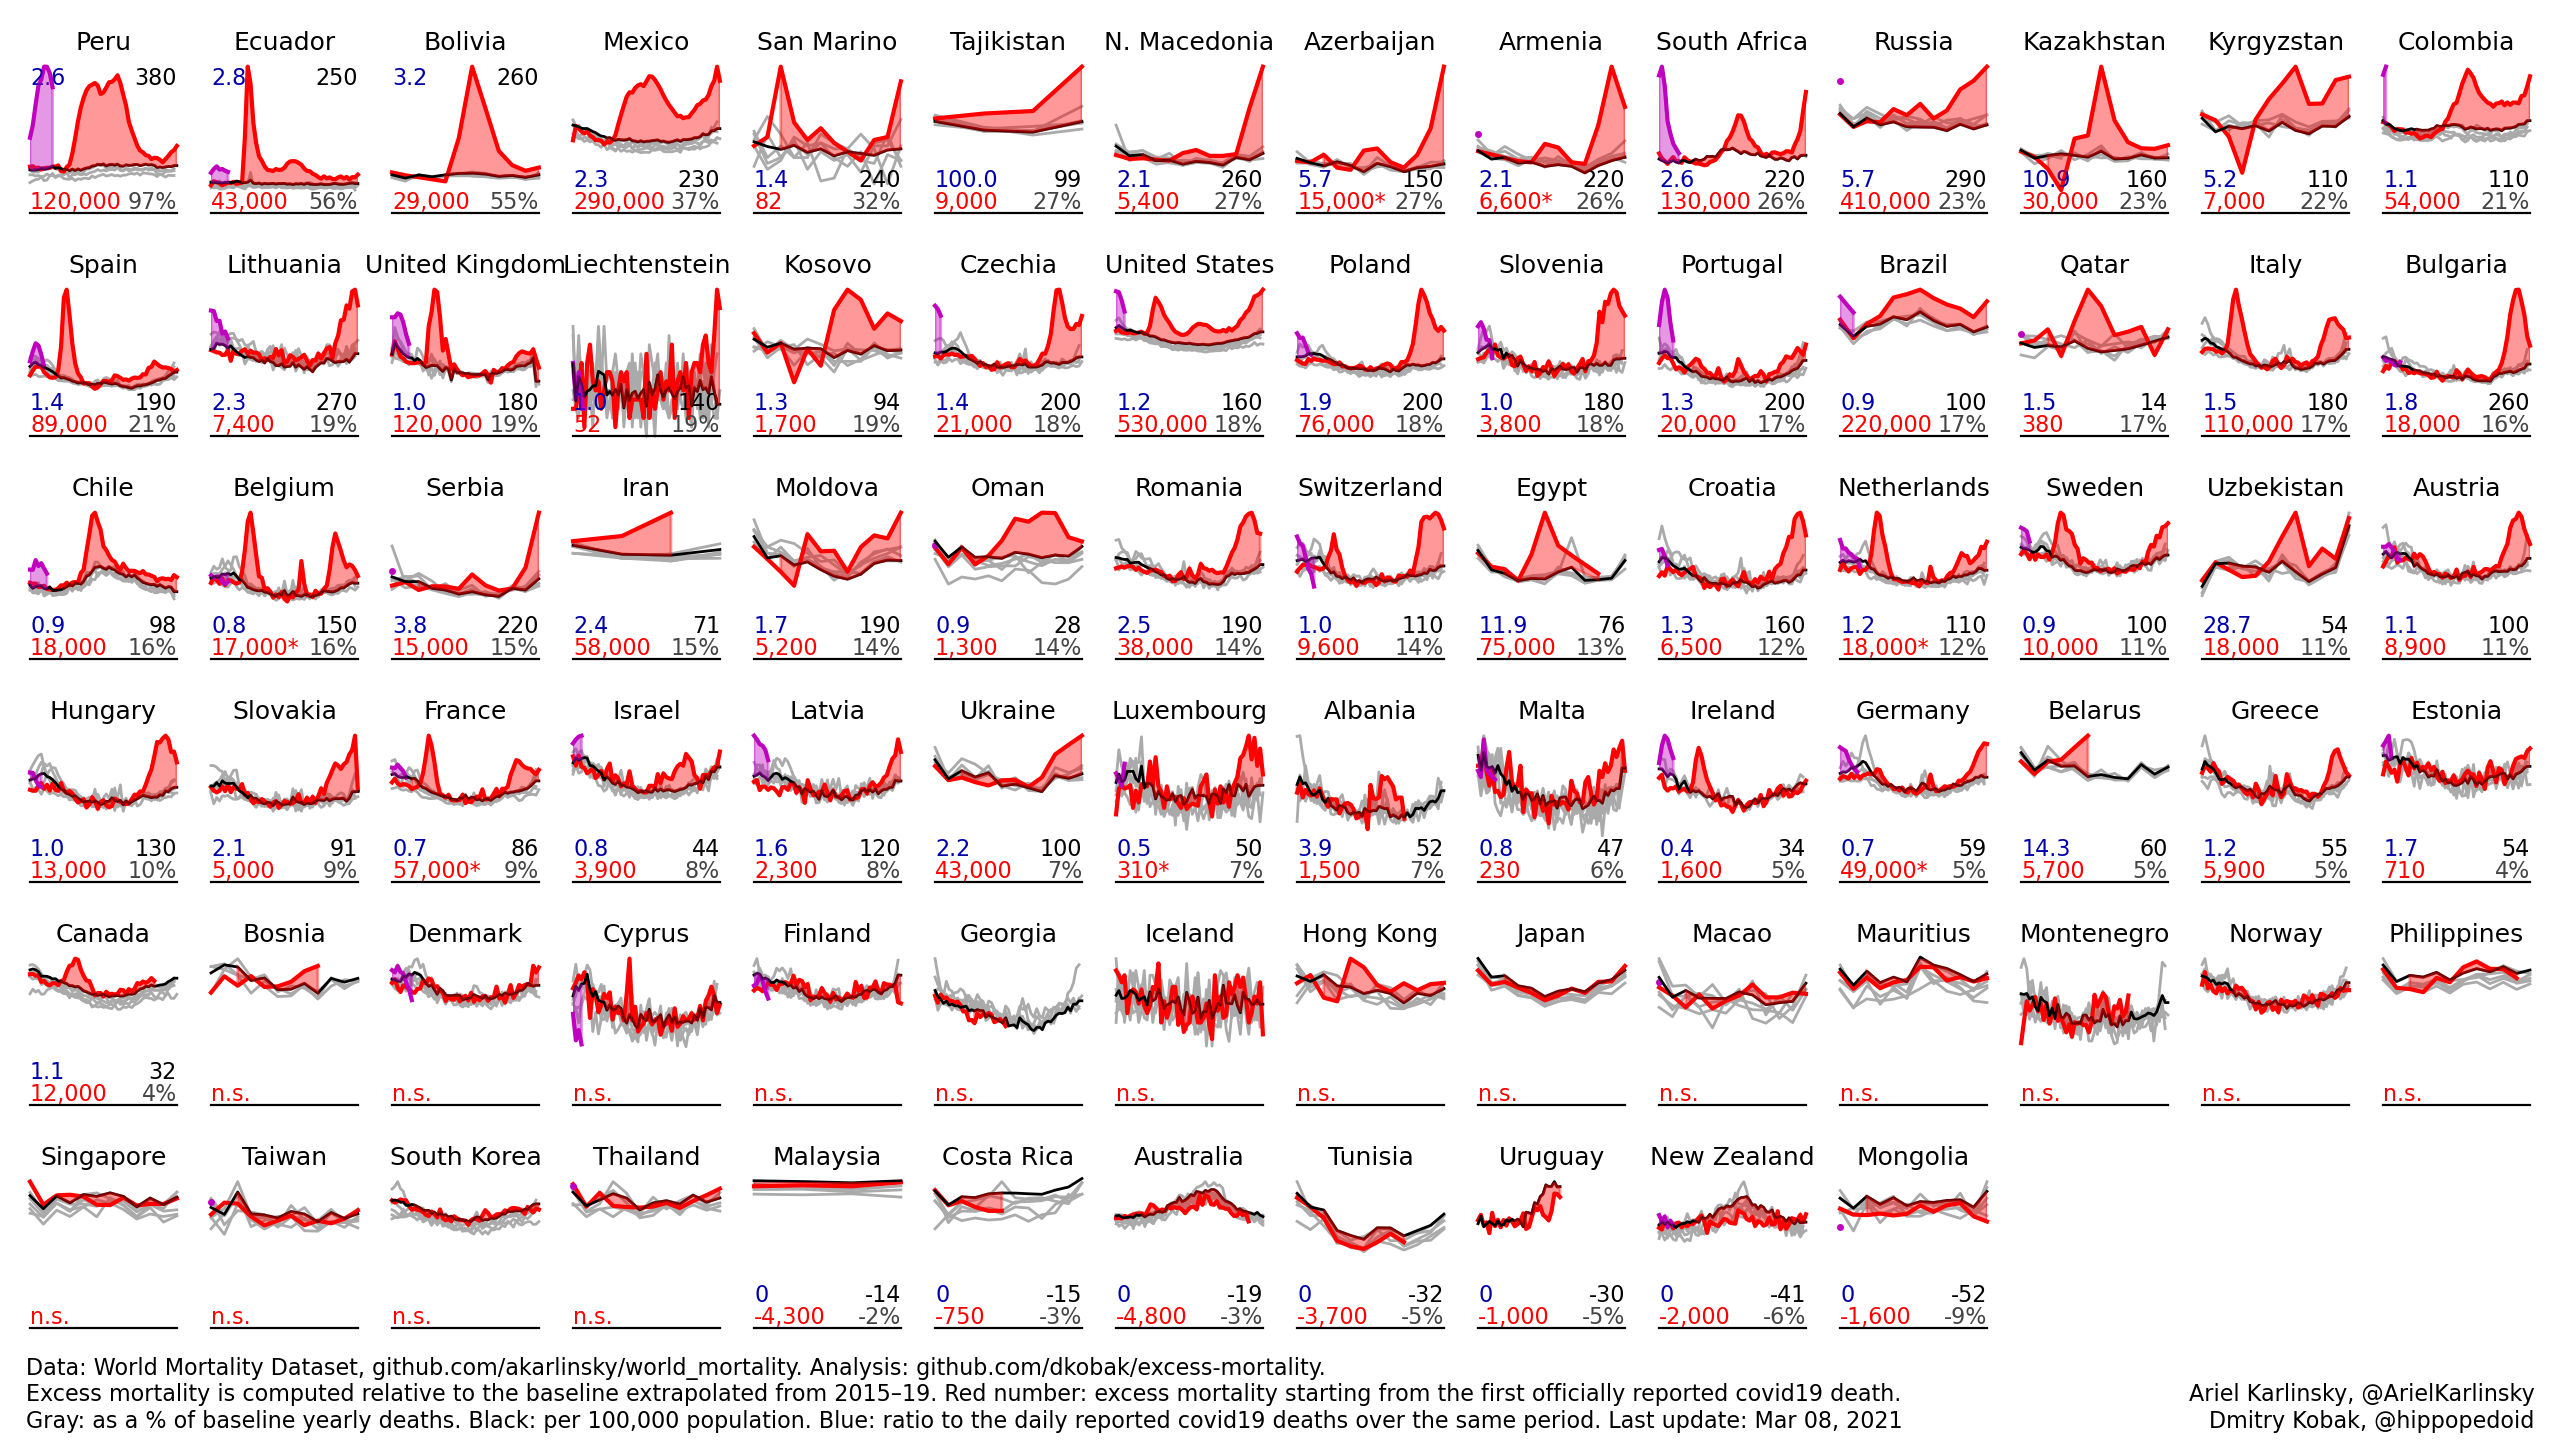 Peru Ecuador Bolivia Mexico San Marino Tajikistan N. Macedonia Azerbaijan Armenia South Africa Russia Kazakhstan Kyrgyzstan Colombia
2.6 380 2.8 250 3.2 260
2.3 230 1.4 240 100.0 99 2.1 260 5.7 150 2.1 220 2.6 220 5.7 290 10.9 160 5.2 110 1.1 110
120,000 97% 43,000 56% 29,000 55% 290,000 37% 82 32% 9,000 27% 5,400 27% 15,000* 27% 6,600* 26% 130,000 26% 410,000 23% 30,000 23% 7,000 22% 54,000 21%
Spain Lithuania United Kingdom Liechtenstein Kosovo Czechia United States Poland Slovenia Portugal Brazil Qatar Italy Bulgaria
1.4 190 2.3 270 1.0 180 1.0 140 1.3 94 1.4 200 1.2 160 1.9 200 1.0 180 1.3 200 0.9 100 1.5 14 1.5 180 1.8 260
89,000 21% 7,400 19% 120,000 19% 52 19% 1,700 19% 21,000 18% 530,000 18% 76,000 18% 3,800 18% 20,000 17% 220,000 17% 380 17% 110,000 17% 18,000 16%
Chile Belgium Serbia Iran Moldova Oman Romania Switzerland Egypt Croatia Netherlands Sweden Uzbekistan Austria
0.9 98 0.8 150 3.8 220 2.4 71 1.7 190 0.9 28 2.5 190 1.0 110 11.9 76 1.3 160 1.2 110 0.9 100 28.7 54 1.1 100
18,000 16% 17,000* 16% 15,000 15% 58,000 15% 5,200 14% 1,300 14% 38,000 14% 9,600 14% 75,000 13% 6,500 12% 18,000* 12% 10,000 11% 18,000 11% 8,900 11%
Hungary Slovakia France Israel Latvia Ukraine Luxembourg Albania Malta Ireland Germany Belarus Greece Estonia
1.0 130 2.1 91 0.7 86 0.8 44 1.6 120 2.2 100 0.5 50 3.9 52 0.8 47 0.4 34 0.7 59 14.3 60 1.2 55 1.7 54
13,000 10% 5,000 9% 57,000* 9% 3,900 8% 2,300 8% 43,000 7% 310* 7% 1,500 7% 230 6% 1,600 5% 49,000* 5% 5,700 5% 5,900 5% 710 4%
Canada Bosnia Denmark Cyprus Finland Georgia Iceland Hong Kong Japan Macao Mauritius Montenegro Norway Philippines
1.1 32
12,000 4% n.s. n.s. n.s. n.s. n.s. n.s. n.s. n.s. n.s. n.s. n.s. n.s. n.s.
Singapore Taiwan South Korea Thailand Malaysia Costa Rica Australia Tunisia Uruguay New Zealand Mongolia
0 -14 0 -15 0 -19 0 -32 0 -30 0 -41 0 -52
n.s. n.s. n.s. n.s. -4,300 -2% -750 -3% -4,800 -3% -3,700 -5% -1,000 -5% -2,000 -6% -1,600 -9%
Data: World Mortality Dataset, github.com/akarlinsky/world_mortality. Analysis: github.com/dkobak/excess-mortality.
Excess mortality is computed relative to the baseline extrapolated from 2015–19. Red number: excess mortality starting from the first officially reported covid19 death.
Gray: as a % of baseline yearly deaths. Black: per 100,000 population. Blue: ratio to the daily reported covid19 deaths over the same period. Last update: Mar 08, 2021
Ariel Karlinsky, @ArielKarlinsky
Dmitry Kobak, @hippopedoid